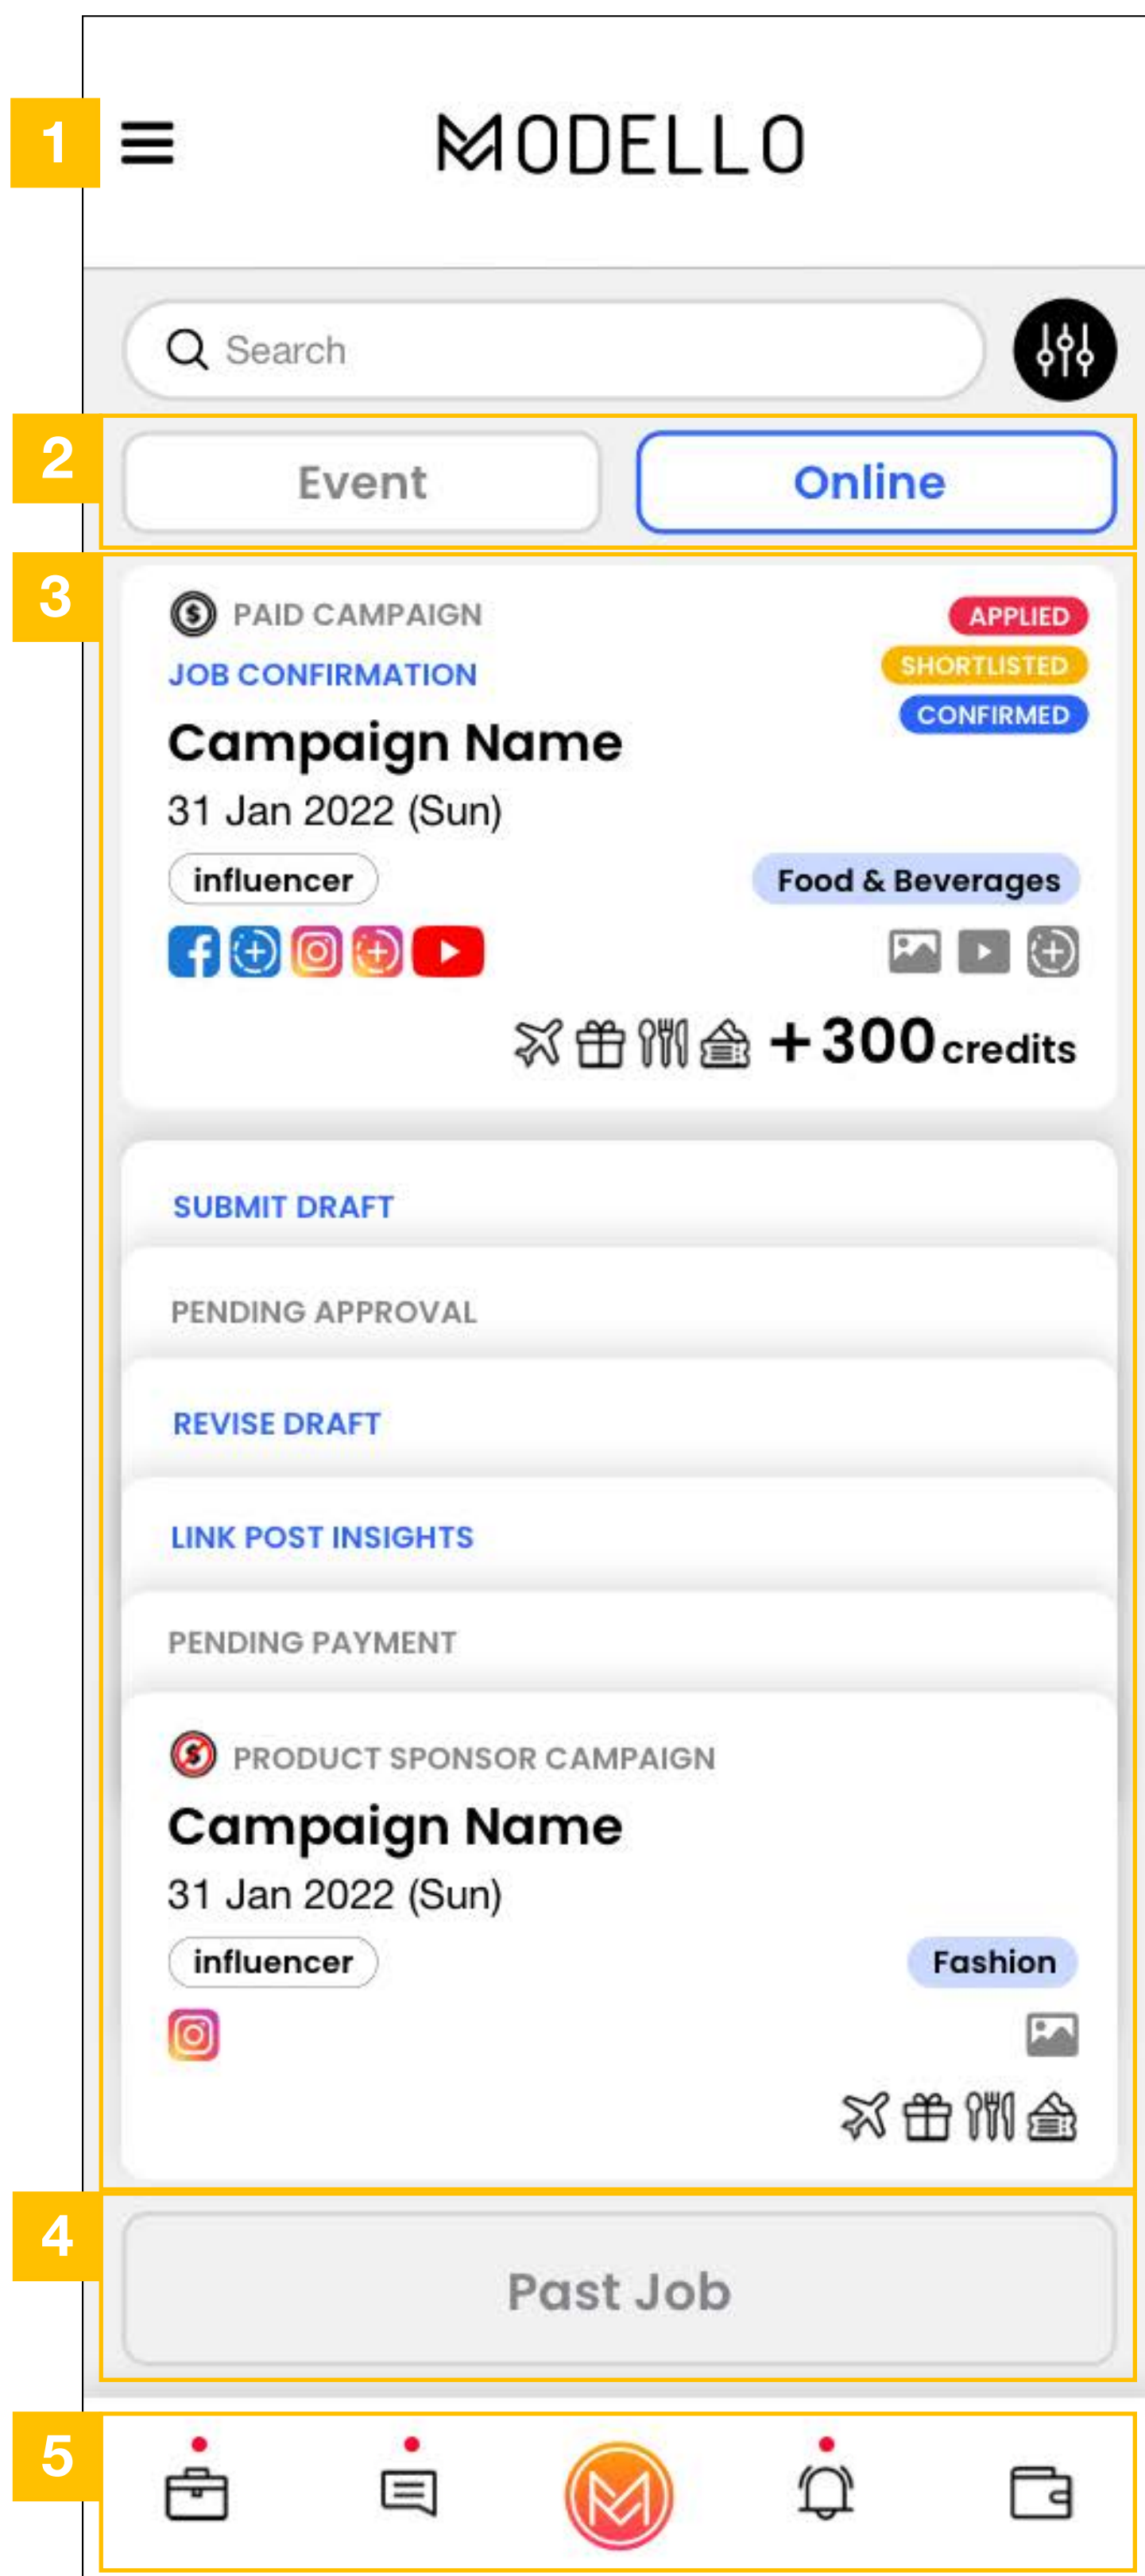 1
MODELLO
Search
2
Event
Online
3
PAID CAMPAIGN
APPLIED
JOB CONFIRMATION
SHORTLISTED
CONFIRMED
Campaign Name
31 Jan 2022 (Sun)
influencer
Food & Beverages
+300 credits
SUBMIT DRAFT
PENDING APPROVAL
REVISE DRAFT
LINK POST INSIGHTS
PENDING PAYMENT
PRODUCT SPONSOR CAMPAIGN
Campaign Name
31 Jan 2022 (Sun)
influencer
Fashion
4
Past Job
5